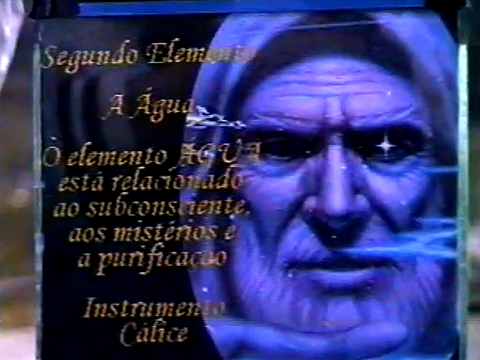 Segundo Elemento
A Água
O elemento ÁGUA
está relacionado
ao subconsciente,
aos mistérios e
a purificação
Instrumento
Cálice